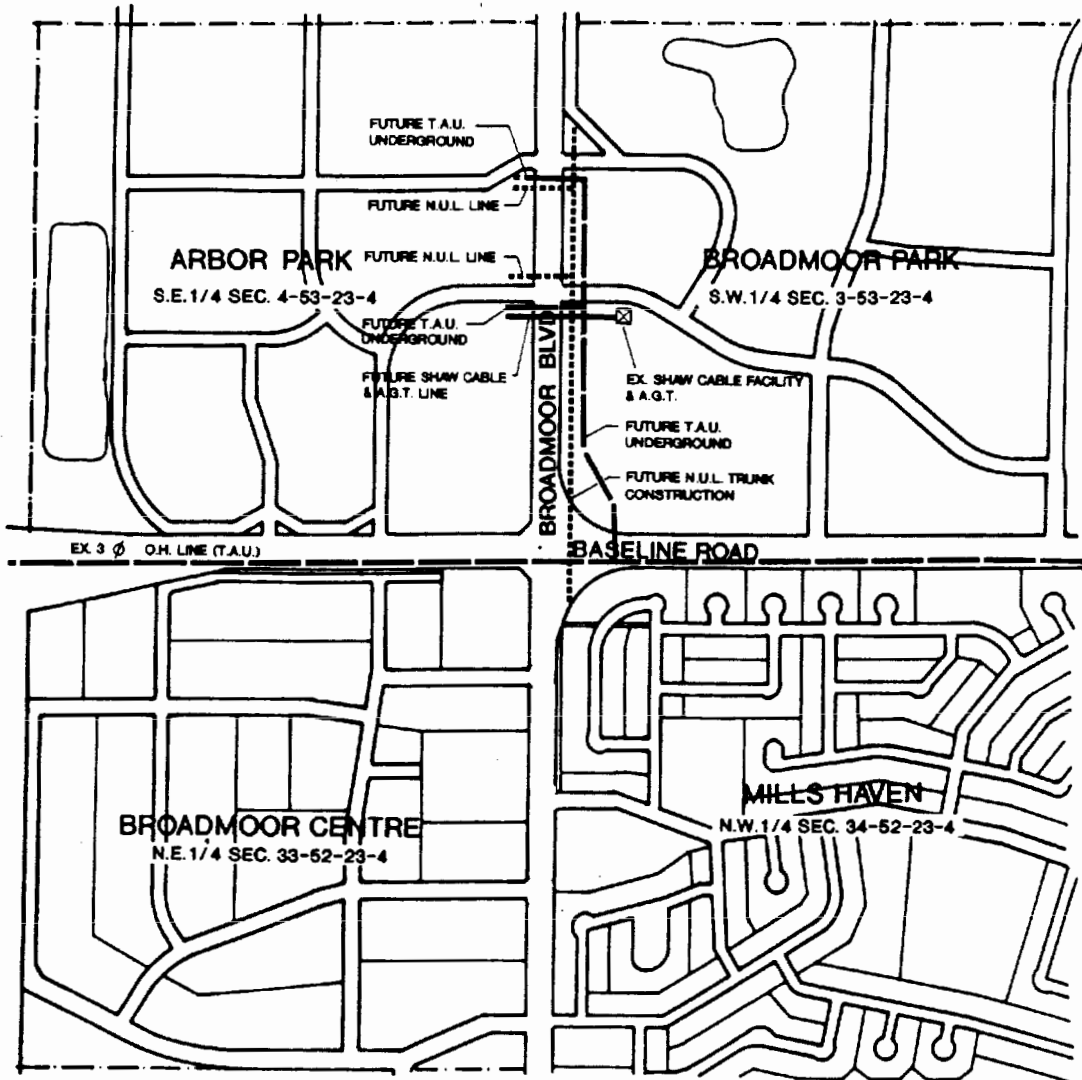 FUTURE T.A.U.
UNDERGROUND
FUTURE N.U.L. LINE
ARBOR PARK
S.E.1/4 SEC. 4-53-23-4
FUTURE N.U.L. LINE
BROADMOOR PARK
S.W.1/4 SEC. 3-53-23-4
FUTURE T.A.U.
UNDERGROUND
FUTURE SHAW CABLE
& A.G.T. LINE
BROADMOOR BLVD
EX. SHAW CABLE FACILITY
& A.G.T.
FUTURE T.A.U.
UNDERGROUND
FUTURE N.U.L. TRUNK
CONSTRUCTION
EX. 3 Ø O.H. LINE (T.A.U.)
BASELINE ROAD
BROADMOOR CENTRE
N.E.1/4 SEC. 33-52-23-4
MILLS HAVEN
N.W.1/4 SEC. 34-52-23-4